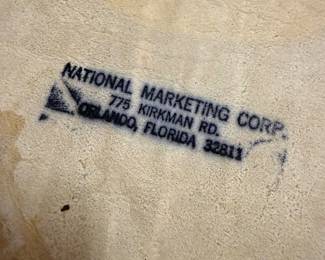 NATIONAL MARKETING CORP.
775 KIRKMAN RD.
ORLANDO, FLORIDA 32811